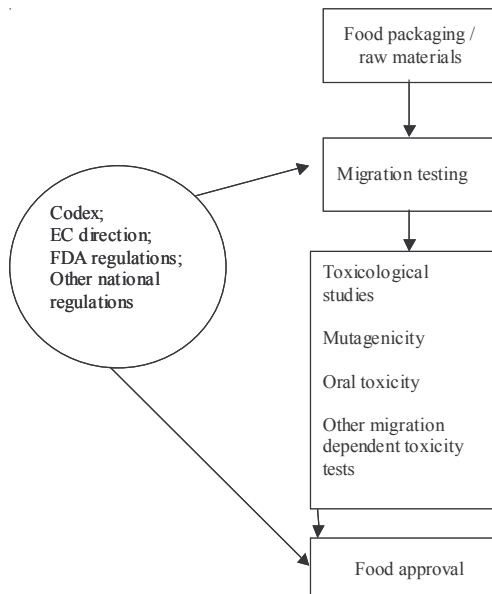 Food packaging /
raw materials
Migration testing
Codex;
EC direction;
FDA regulations;
Other national
regulations
Toxicological
studies
Mutagenicity
Oral toxicity
Other migration
dependent toxicity
tests
Food approval